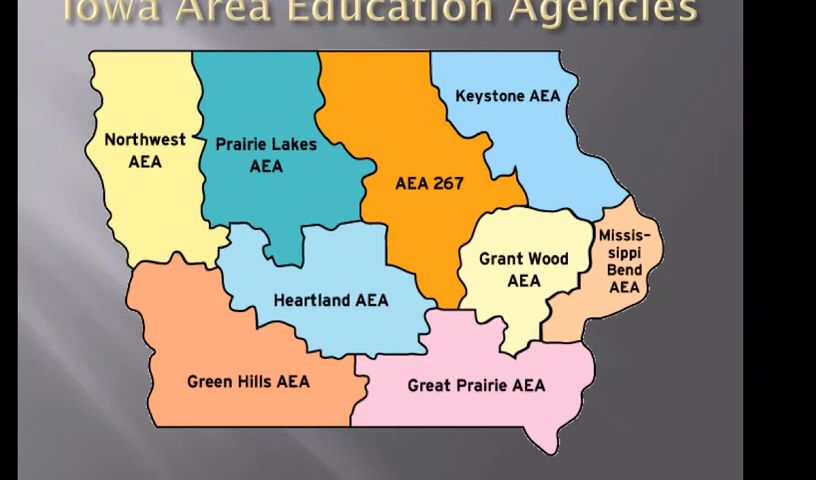 Iowa Area Education Agencies
Keystone AEA
Northwest
AEA
Prairie Lakes
AEA
AEA 267
Missis-
sippi
Bend
AEA
Grant Wood
AEA
Heartland AEA
Green Hills AEA
Great Prairie AEA